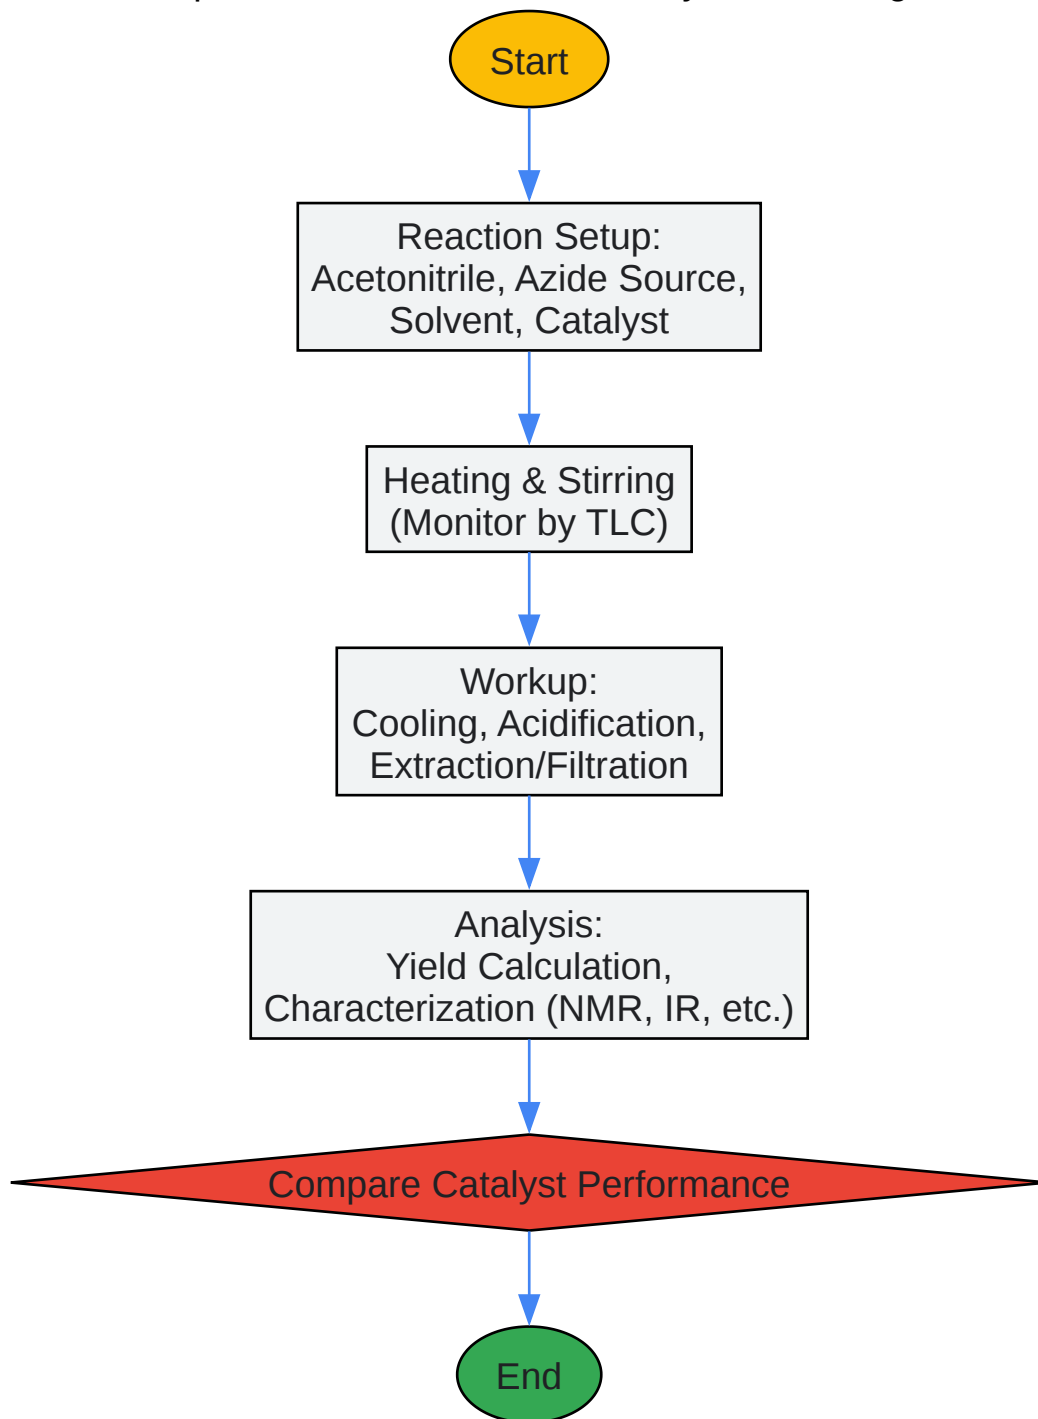 Start
Reaction Setup:
Acetonitrile, Azide Source,
Solvent, Catalyst
Heating & Stirring
(Monitor by TLC)
Workup:
Cooling, Acidification,
Extraction/Filtration
Analysis:
Yield Calculation,
Characterization (NMR, IR, etc.)
Compare Catalyst Performance
End